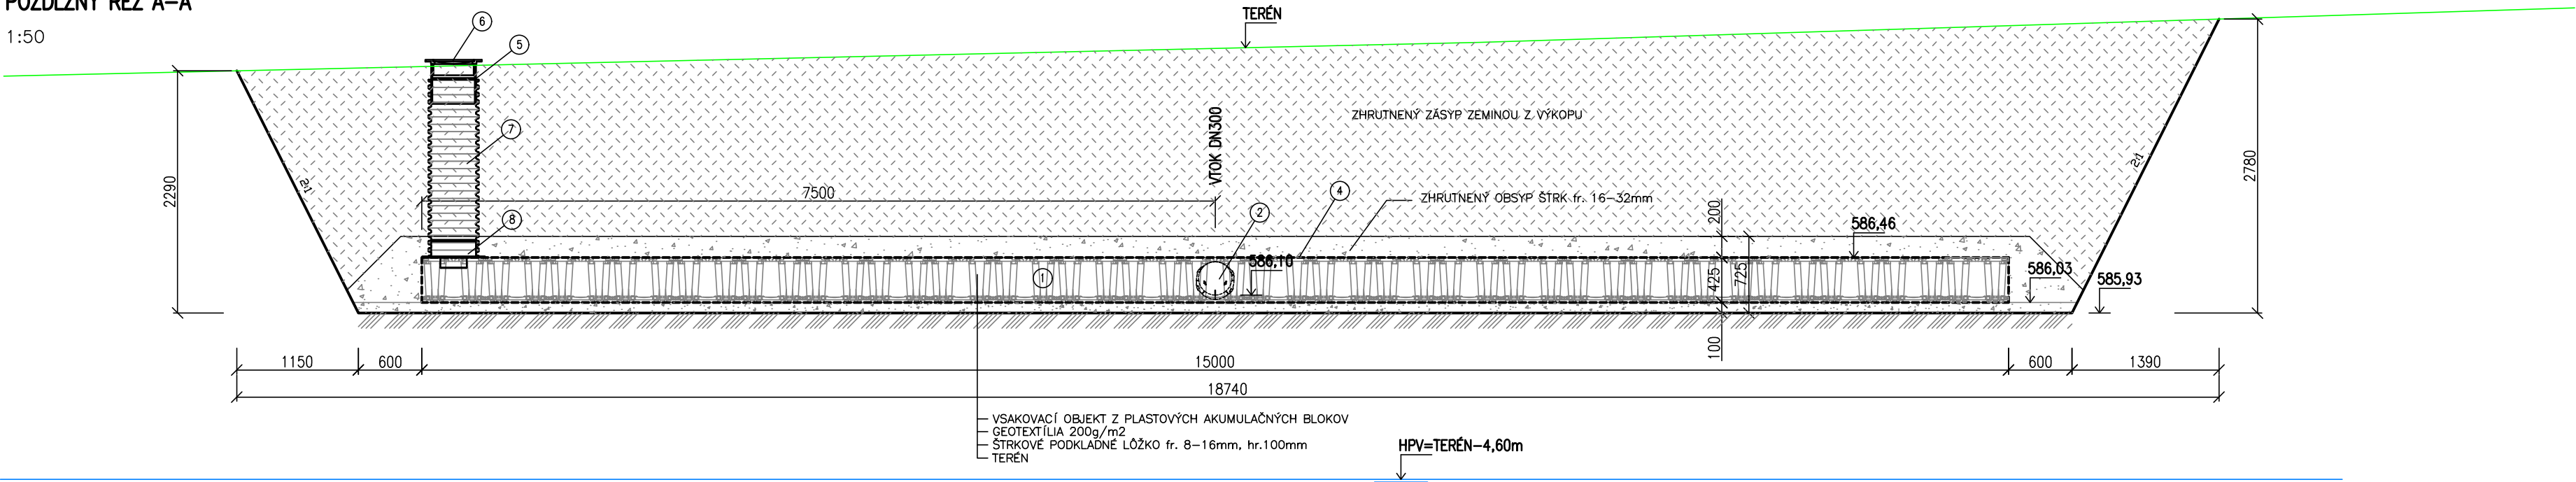 POZDĹŽNY REZ A-A
1:50
6
5
TERÉN
ZHRUTNENÝ ZÁSYP ZEMINOU Z VÝKOPU
7
VTOK DN300
2:1
2:1
2290
2780
7500
4
ZHRUTNENÝ OBSYP ŠTRK fr. 16-32mm
2
8
200
586,46
586,10
1
425
725
586,03
585,93
100
1150
600
15000
600
1390
18740
VSAKOVACÍ OBJEKT Z PLASTOVÝCH AKUMULAČNÝCH BLOKOV
GEOTEXTÍLIA 200g/m2
ŠTRKOVÉ PODKLADNÉ LÔŽKO fr. 8-16mm, hr.100mm
TERÉN
HPV=TERÉN-4,60m